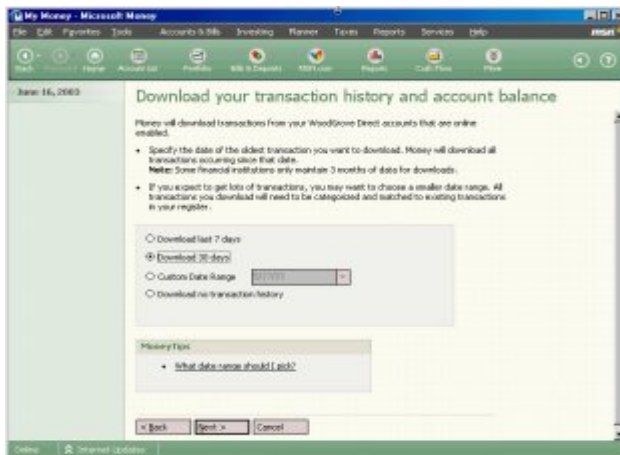 My Money - Microsoft Money
File Edit Favorites Tools Accounts & Bills Investing Planner Taxes Reports Services Help
msn
Back Home Account List Portfolio Bills & Deposits MSN.com Reports Cash Flow More
June 16, 2003
Download your transaction history and account balance
Money will download transactions from your WoodGrove Direct accounts that are online
enabled.
• Specify the date of the oldest transaction you want to download. Money will download all
transactions occurring since that date.
Note: Some financial institutions only maintain 3 months of data for downloads.
• If you expect to get lots of transactions, you may want to choose a smaller date range. All
transactions you download will need to be categorized and matched to existing transactions
in your register.
Download last 7 days
Download 30 days
Custom Date Range
Download no transaction history
Money Tips
• What date range should I pick?
< Back Next > Cancel
Online Internet Updates